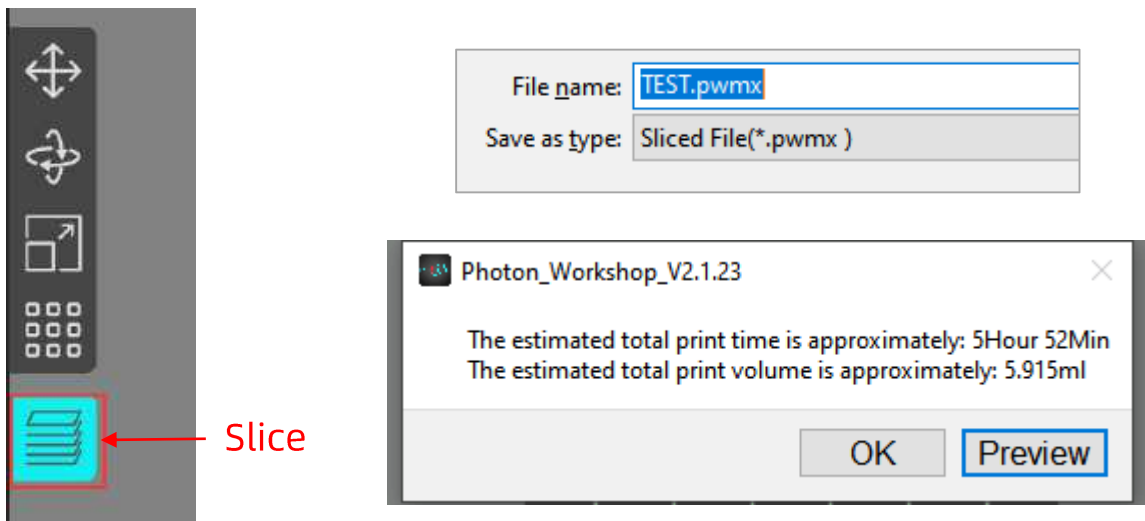 File name: TEST.pwmx
Save as type: Sliced File(*.pwmx )
Photon_Workshop_V2.1.23
The estimated total print time is approximately: 5Hour 52Min
The estimated total print volume is approximately: 5.915ml
OK Preview
Slice